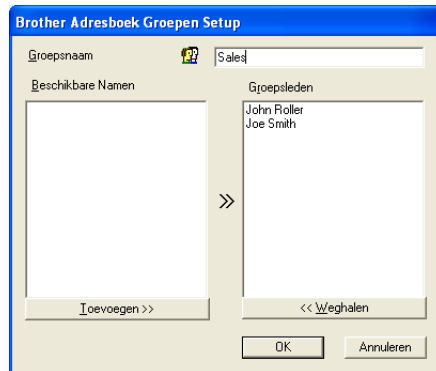 Brother Adresboek Groepen Setup
Groepsnaam
Sales
Beschikbare Namen
Groepsleden
John Roller
Joe Smith
Toevoegen >>
<< Weghalen
OK
Annuleren